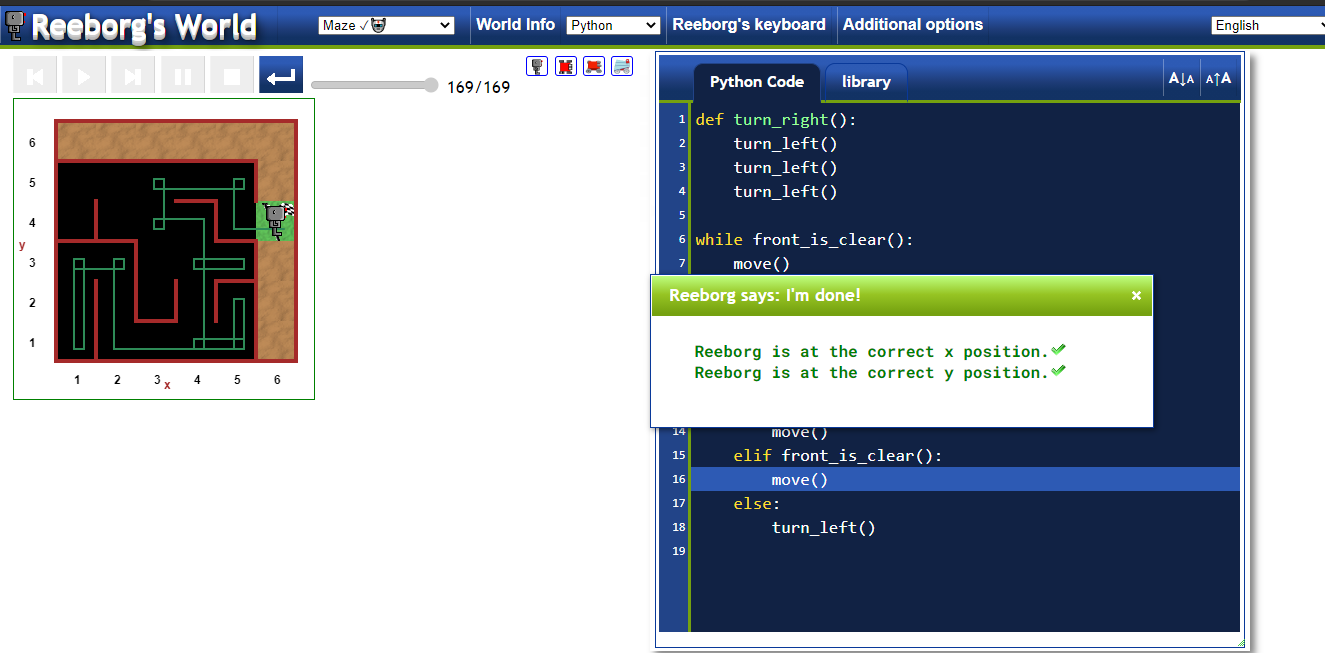 Reeborg's World
Maze ✓
World Info
Python
Reeborg's keyboard
Additional options
English
169/169
Python Code
library
A↓A
A↑A
1 def turn_right():
2     turn_left()
3     turn_left()
4     turn_left()
5
6 while front_is_clear():
7     move()
Reeborg says: I'm done!
×
Reeborg is at the correct x position.
Reeborg is at the correct y position.
14         move()
15     elif front_is_clear():
16         move()
17     else:
18         turn_left()
19
6
5
4
y
3
2
1
1 2 3 x 4 5 6